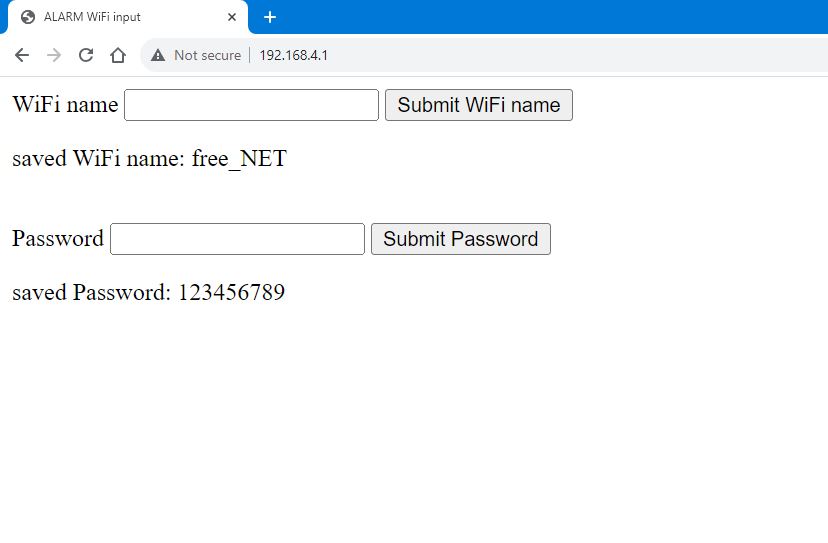 ALARM WiFi input
Not secure 192.168.4.1
WiFi name Submit WiFi name
saved WiFi name: free_NET
Password Submit Password
saved Password: 123456789